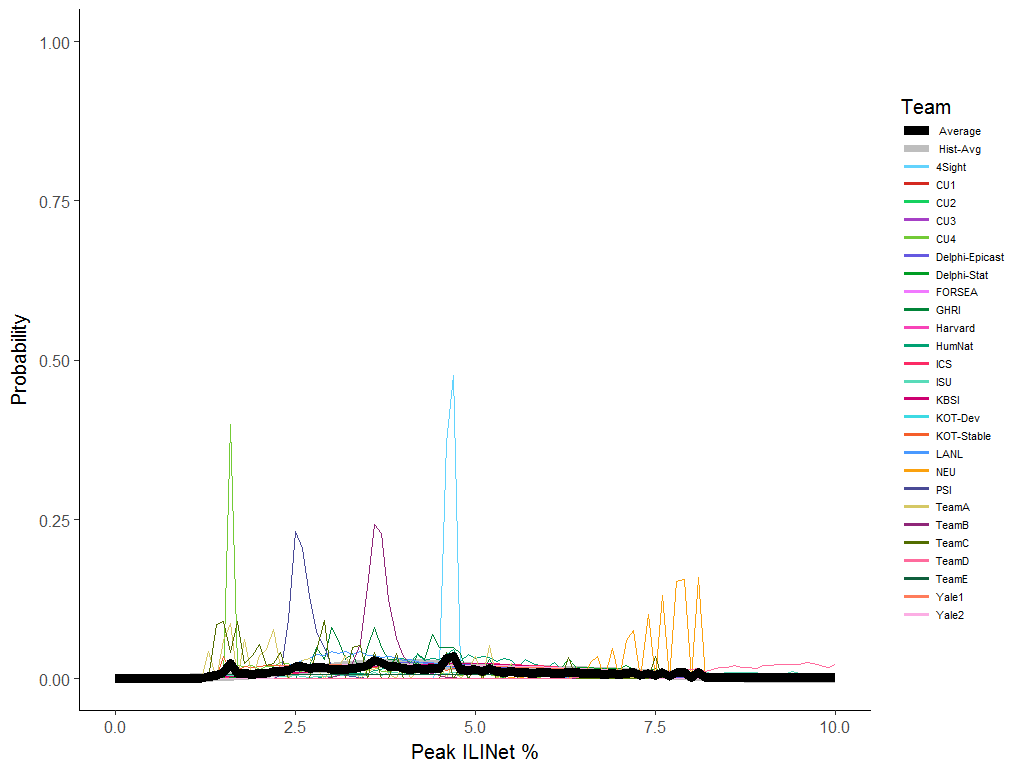 1.00
0.75
0.50
0.25
0.00
Probability
0.0 2.5 5.0 7.5 10.0
Peak ILINet %
Team
Average
Hist-Avg
4Sight
CU1
CU2
CU3
CU4
Delphi-Epicast
Delphi-Stat
FORSEA
GHRI
Harvard
HumNat
ICS
ISU
KBSI
KOT-Dev
KOT-Stable
LANL
NEU
PSI
TeamA
TeamB
TeamC
TeamD
TeamE
Yale1
Yale2